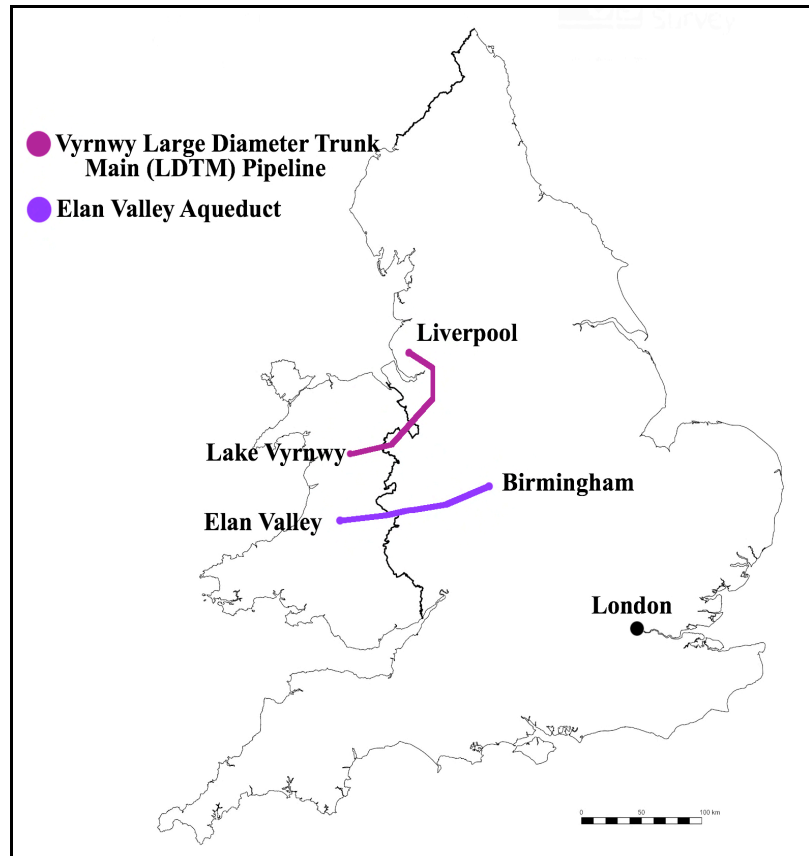 Survey
Vyrnwy Large Diameter Trunk
Main (LDTM) Pipeline
Elan Valley Aqueduct
Liverpool
Lake Vyrnwy
Birmingham
Elan Valley
London
0 50 100 km